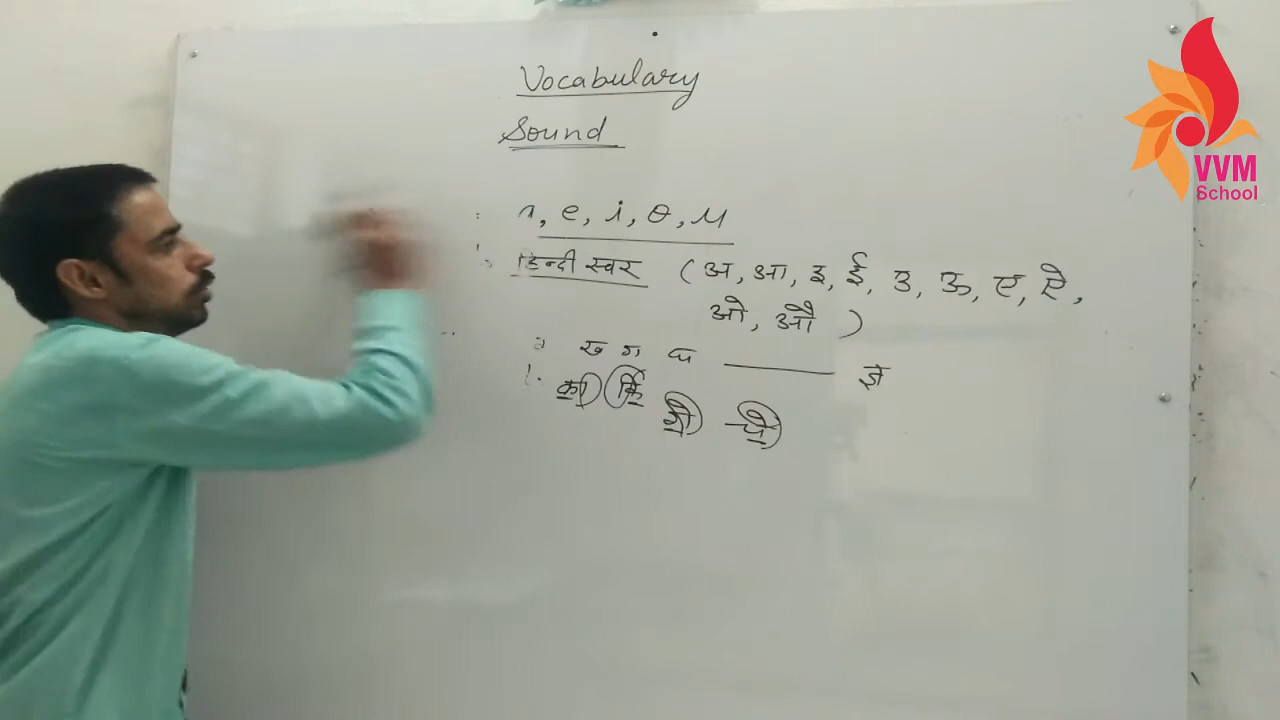 Vocabulary
Sound
e, i, o, u
हिन्दी स्वर (अ, आ, इ, ई, उ, ऊ, ए, ऐ,
ओ, औ)
ख ग घ ——— ज्ञ
का कि
VVM
School